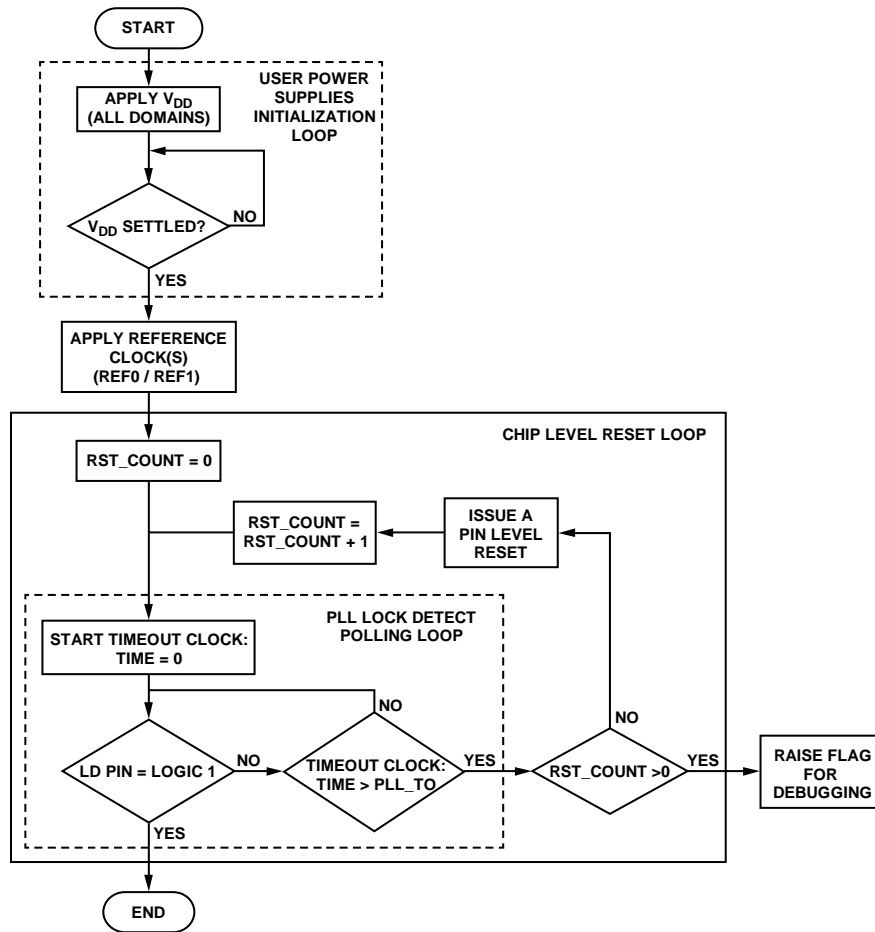 START
USER POWER
SUPPLIES
INITIALIZATION
LOOP
APPLY VDD
(ALL DOMAINS)
VDD SETTLED?
NO
YES
APPLY REFERENCE
CLOCK(S)
(REF0 / REF1)
CHIP LEVEL RESET LOOP
RST_COUNT = 0
RST_COUNT =
RST_COUNT + 1
ISSUE A
PIN LEVEL
RESET
PLL LOCK DETECT
POLLING LOOP
START TIMEOUT CLOCK:
TIME = 0
NO
NO
LD PIN = LOGIC 1
NO
TIMEOUT CLOCK:
TIME > PLL_TO
YES
RST_COUNT >0
YES
RAISE FLAG
FOR
DEBUGGING
YES
END